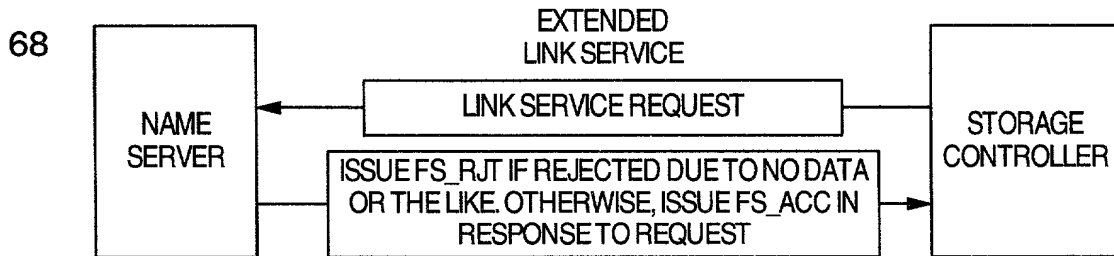 68
EXTENDED
LINK SERVICE
LINK SERVICE REQUEST
NAME
SERVER
STORAGE
CONTROLLER
ISSUE FS_RJT IF REJECTED DUE TO NO DATA
OR THE LIKE. OTHERWISE, ISSUE FS_ACC IN
RESPONSE TO REQUEST